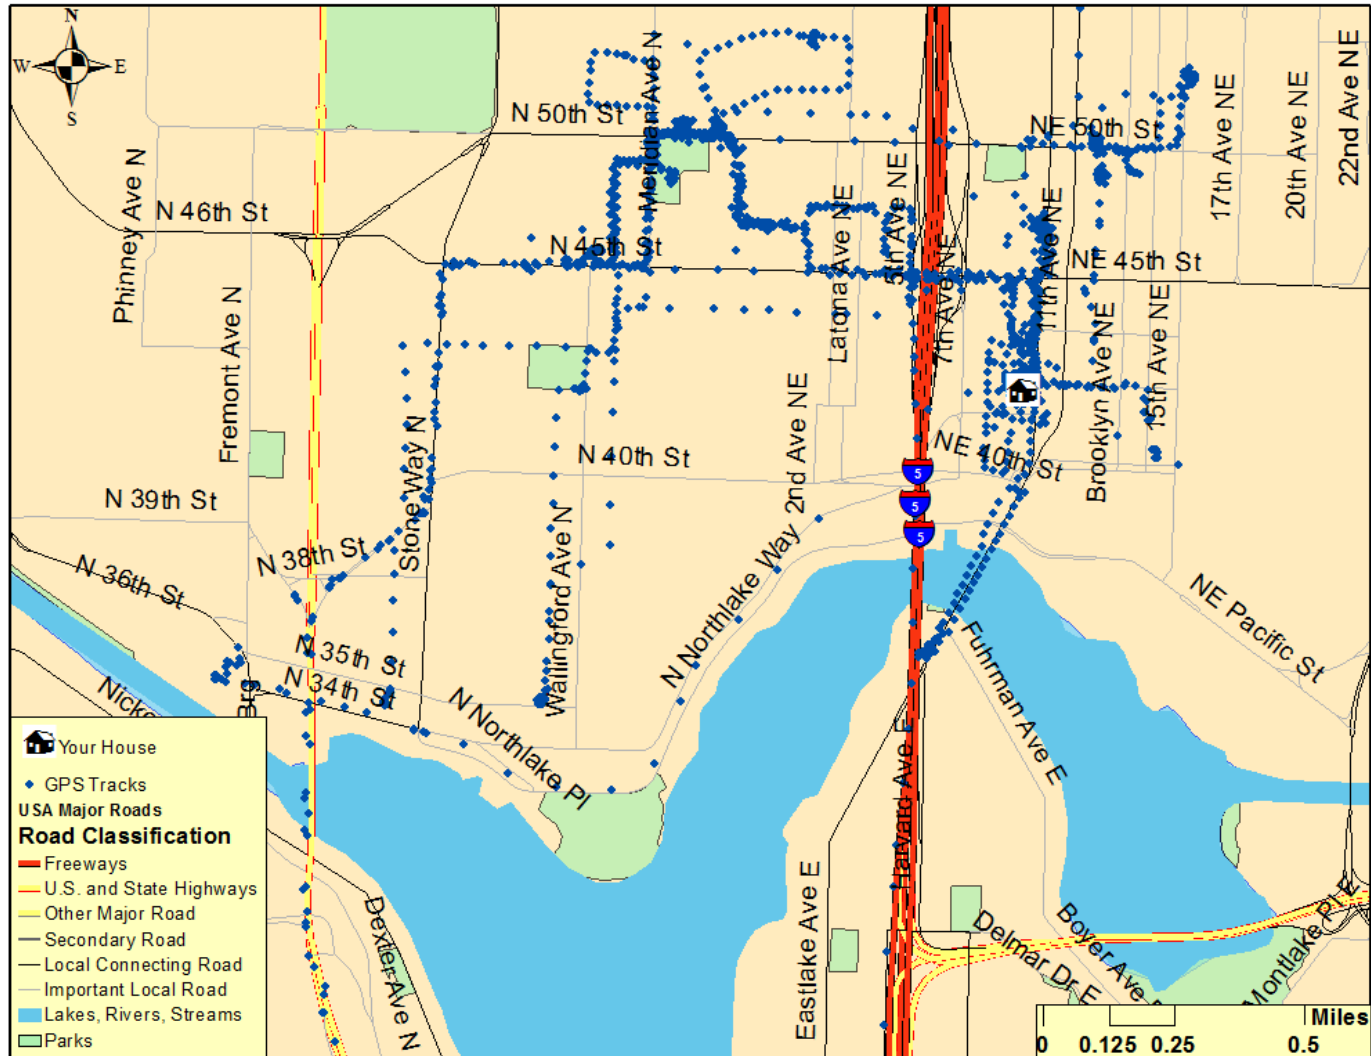 N
W E
S
N 50th St
Meridian Ave N
NE 50th St
17th Ave NE
20th Ave NE
22nd Ave NE
Phinney Ave N
N 46th St
N 45th St
Latona Ave NE
5th Ave NE
7th Ave NE
11th Ave NE
NE 45th St
Fremont Ave N
Brooklyn Ave NE
15th Ave NE
Stone Way N
N 40th St
2nd Ave NE
NE 40th St
5
5
5
N 39th St
N 38th St
N 36th St
Wallingford Ave N
N Northlake Way
NE Pacific St
N 35th St
N 34th St
N Northlake Pl
Fuhrman Ave E
Harvard Ave E
Eastlake Ave E
Dexter Ave N
Delmar Dr E
Boyer Ave
Montlake Pl E
Your House
GPS Tracks
USA Major Roads
Road Classification
Freeways
U.S. and State Highways
Other Major Road
Secondary Road
Local Connecting Road
Important Local Road
Lakes, Rivers, Streams
Parks
Miles
0 0.125 0.25 0.5